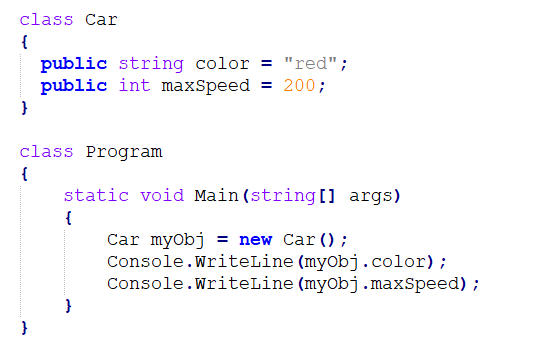 class Car
{
  public string color = "red";
  public int maxSpeed = 200;
}

class Program
{
    static void Main(string[] args)
    {
        Car myObj = new Car();
        Console.WriteLine(myObj.color);
        Console.WriteLine(myObj.maxSpeed);
    }
}